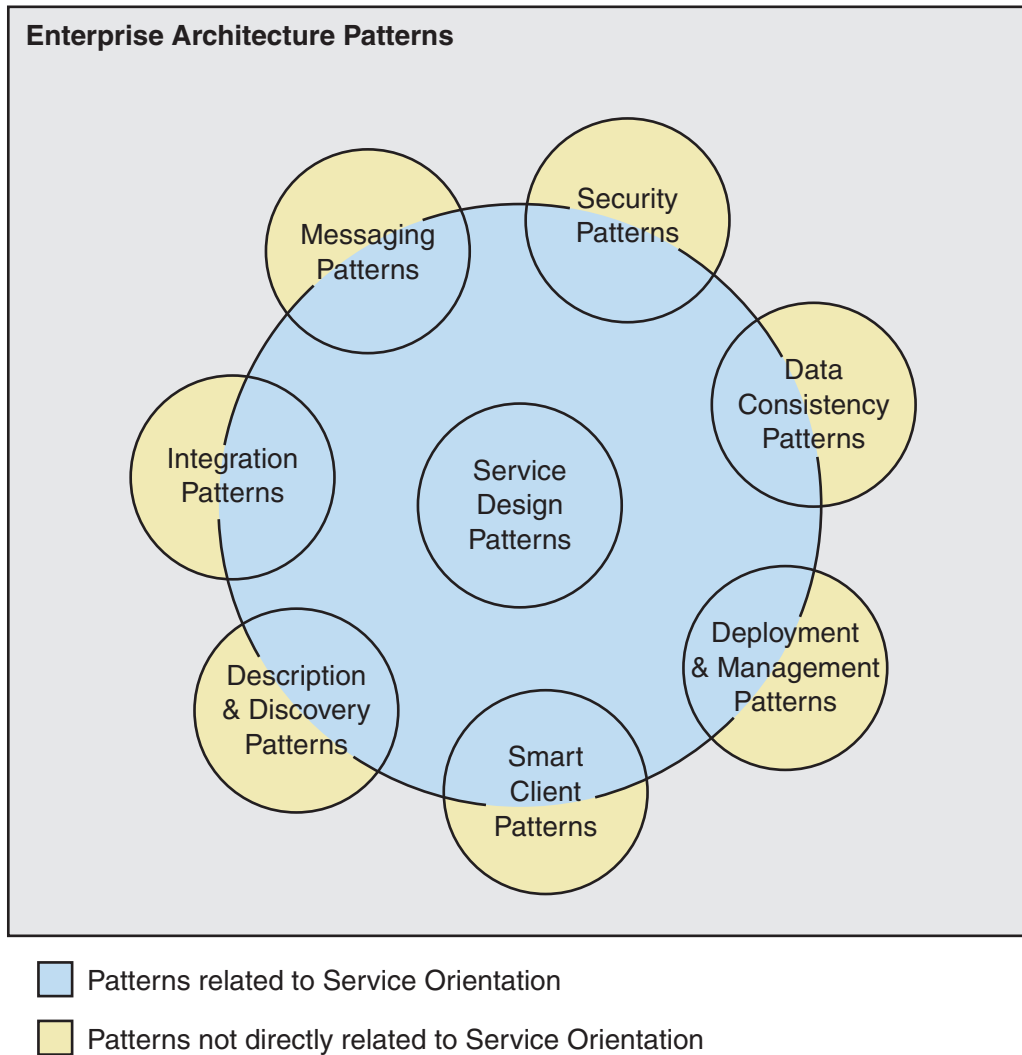 Enterprise Architecture Patterns
Security
Patterns
Messaging
Patterns
Data
Consistency
Patterns
Integration
Patterns
Service
Design
Patterns
Deployment
& Management
Patterns
Description
& Discovery
Patterns
Smart
Client
Patterns
Patterns related to Service Orientation
Patterns not directly related to Service Orientation